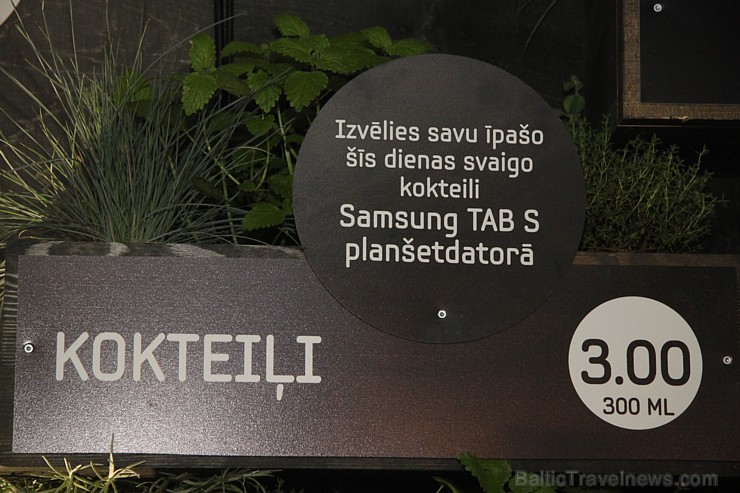 Izvēlies savu īpašo
šīs dienas svaigo
kokteili
Samsung TAB S
planšetdatorā
KOKTEIĻI
3.00
300 ML
BalticTravelnews.com